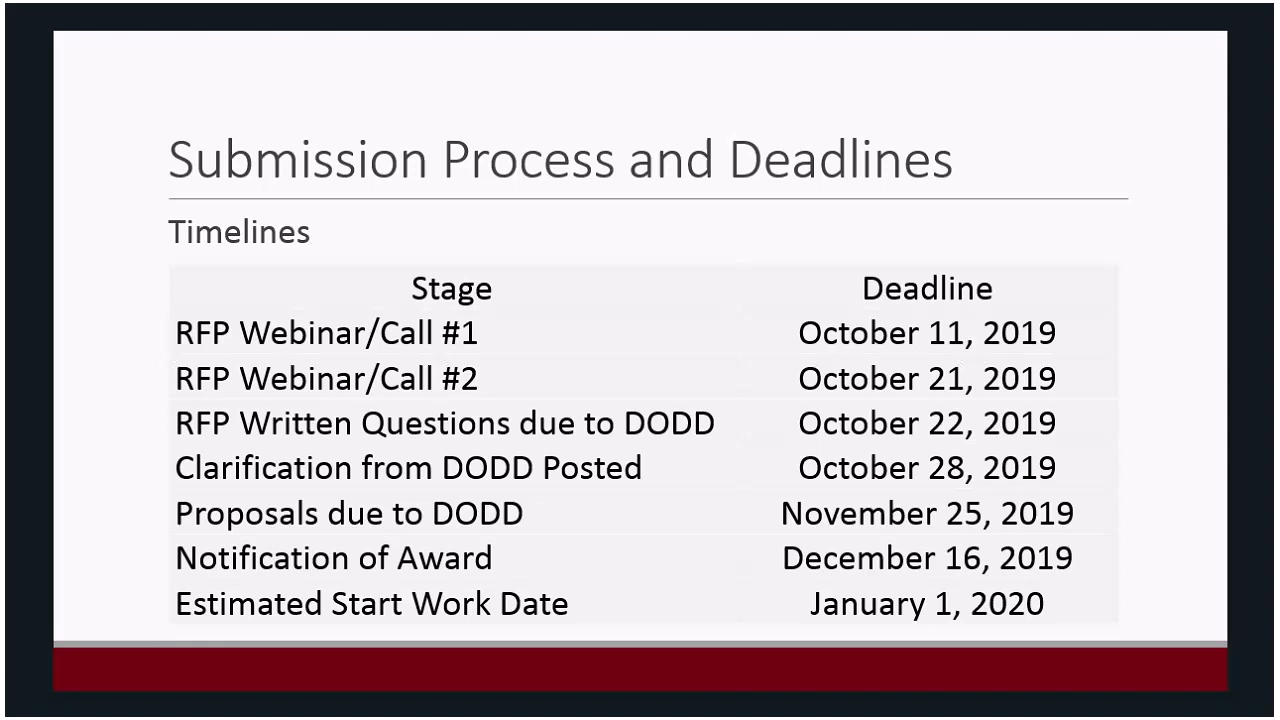 Submission Process and Deadlines
Timelines
Stage Deadline
RFP Webinar/Call #1 October 11, 2019
RFP Webinar/Call #2 October 21, 2019
RFP Written Questions due to DODD October 22, 2019
Clarification from DODD Posted October 28, 2019
Proposals due to DODD November 25, 2019
Notification of Award December 16, 2019
Estimated Start Work Date January 1, 2020